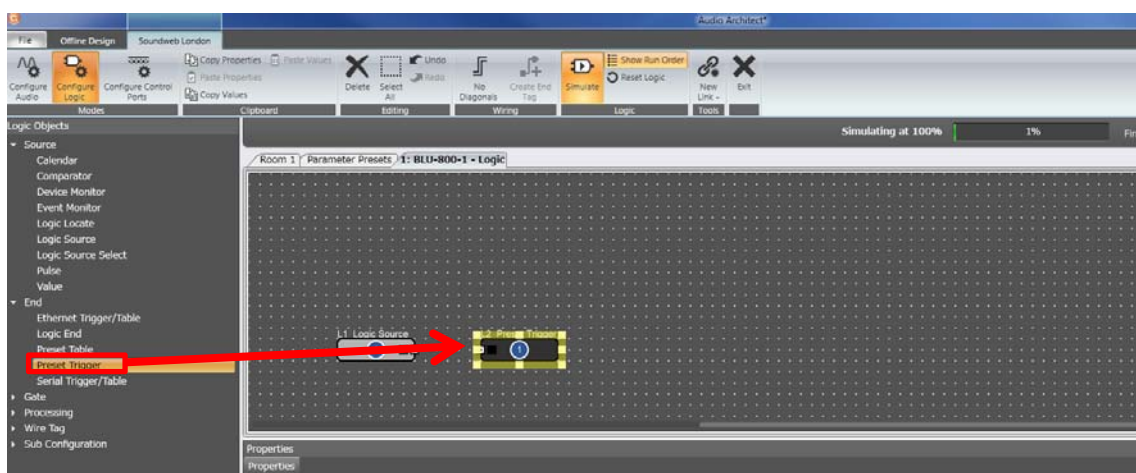 Audio Architect*
File Offline Design Soundweb London
Copy Properties Paste Values Undo Show Run Order
Paste Properties Redo Reset Logic
Copy Values
Configure Audio Configure Logic Configure Control Ports Delete Select All No Diagonals Create End Tag Simulate New Link - Exit
Modes Clipboard Editing Wiring Logic Tools
Logic Objects
Simulating at 100% 1%
Source
Room 1 Parameter Presets 1: BLU-800-1 - Logic
Calendar
Comparator
Device Monitor
Event Monitor
Logic Locate
Logic Source
Logic Source Select
Pulse
Value
End
Ethernet Trigger/Table
Logic End
L1 Logic Source L2 Preset Trigger
Preset Table
1
Preset Trigger
Serial Trigger/Table
Gate
Processing
Wire Tag
Sub Configuration
Properties
Properties